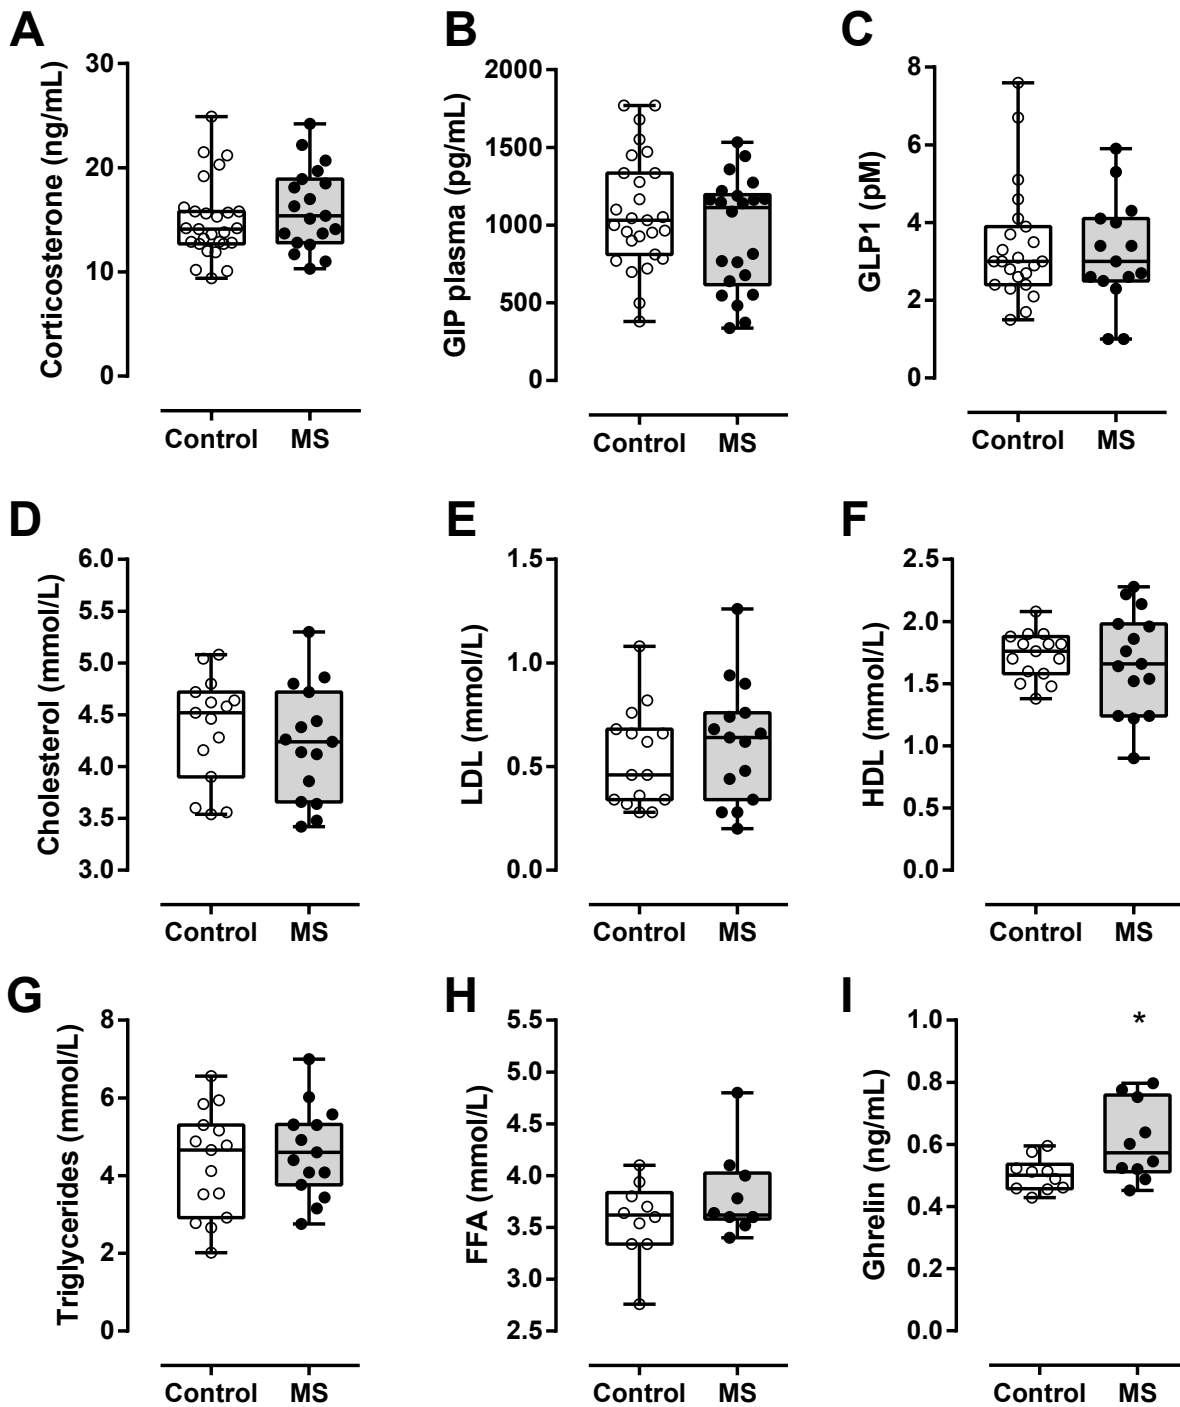 A
Corticosterone (ng/mL)
30
20
10
0
Control MS
B
GIP plasma (pg/mL)
2000
1500
1000
500
0
Control MS
C
GLP1 (pM)
8
6
4
2
0
Control MS
D
Cholesterol (mmol/L)
6.0
5.5
5.0
4.5
4.0
3.5
3.0
Control MS
E
LDL (mmol/L)
1.5
1.0
0.5
0.0
Control MS
F
HDL (mmol/L)
2.5
2.0
1.5
1.0
0.5
0.0
Control MS
G
Triglycerides (mmol/L)
8
6
4
2
0
Control MS
H
FFA (mmol/L)
5.5
5.0
4.5
4.0
3.5
3.0
2.5
Control MS
I
Ghrelin (ng/mL)
1.0
0.8
0.6
0.4
0.2
0.0
*
Control MS